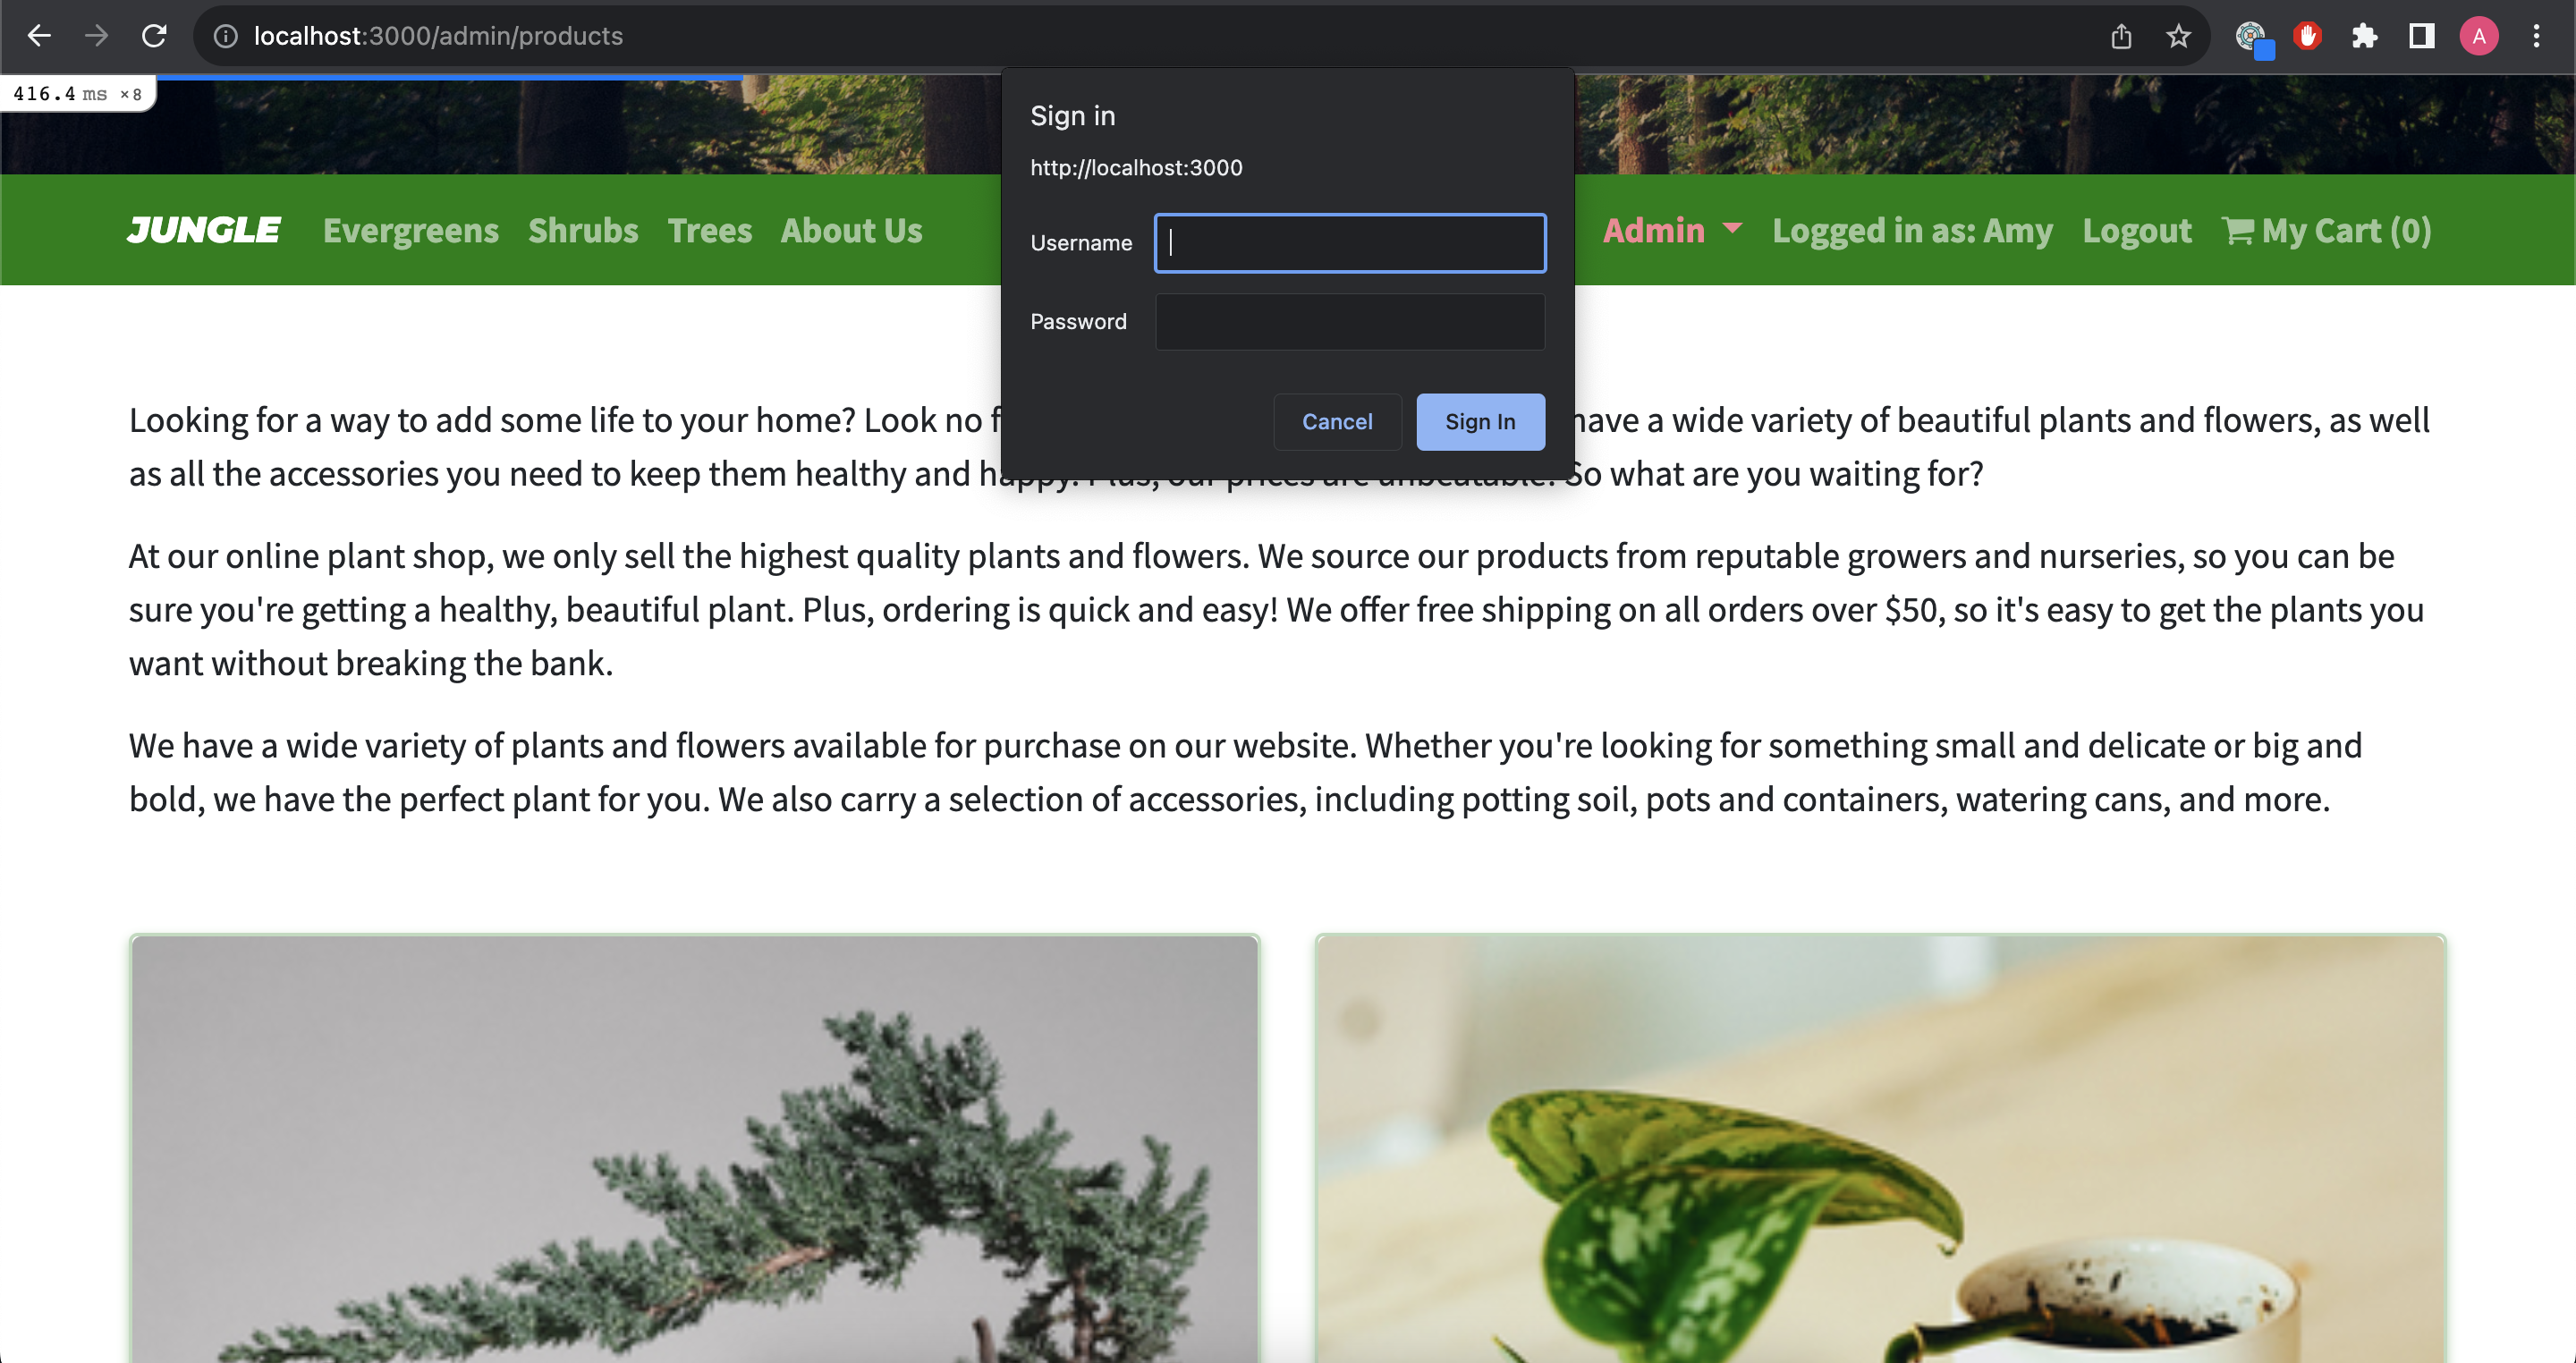 localhost:3000/admin/products
A
416.4 ms ×8
Sign in
http://localhost:3000
Username
Password
Cancel
Sign In
JUNGLE Evergreens Shrubs Trees About Us
Admin Logged in as: Amy Logout My Cart (0)
Looking for a way to add some life to your home? Look no have a wide variety of beautiful plants and flowers, as well
as all the accessories you need to keep them healthy and happy. Plus, our prices are unbeatable. So what are you waiting for?
At our online plant shop, we only sell the highest quality plants and flowers. We source our products from reputable growers and nurseries, so you can be
sure you're getting a healthy, beautiful plant. Plus, ordering is quick and easy! We offer free shipping on all orders over $50, so it's easy to get the plants you
want without breaking the bank.
We have a wide variety of plants and flowers available for purchase on our website. Whether you're looking for something small and delicate or big and
bold, we have the perfect plant for you. We also carry a selection of accessories, including potting soil, pots and containers, watering cans, and more.